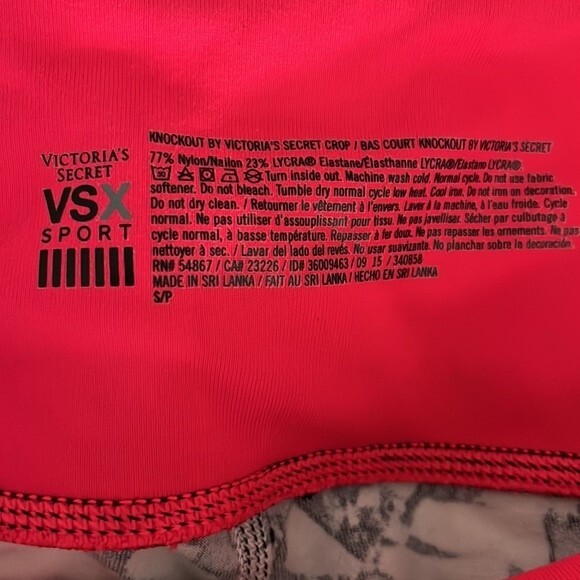 VICTORIA'S
SECRET
VSX
SPORT
KNOCKOUT BY VICTORIA'S SECRET CROP / BAS COURT KNOCKOUT BY VICTORIA'S SECRET
77% Nylon/Nailon 23% LYCRA® Elastane/Élasthanne LYCRA®/Elastano LYCRA®
30 Turn inside out. Machine wash cold. Normal cycle. Do not use fabric
softener. Do not bleach. Tumble dry normal cycle low heat. Cool iron. Do not iron on decoration.
Do not dry clean. / Retourner le vêtement à l'envers. Laver à la machine, à l'eau froide. Cycle
normal. Ne pas utiliser d'assouplissant pour tissu. Ne pas javelliser. Sécher par culbutage à
cycle normal, à basse température. Repasser à fer doux. Ne pas repasser les ornements. Ne pas
nettoyer à sec. / Lavar del lado del revés. No usar suavizante. No planchar sobre la decoración.
RN# 54867 / CA# 23226 / ID# 36009463 / 09 15 / 340858
MADE IN SRI LANKA / FAIT AU SRI LANKA / HECHO EN SRI LANKA
S/P